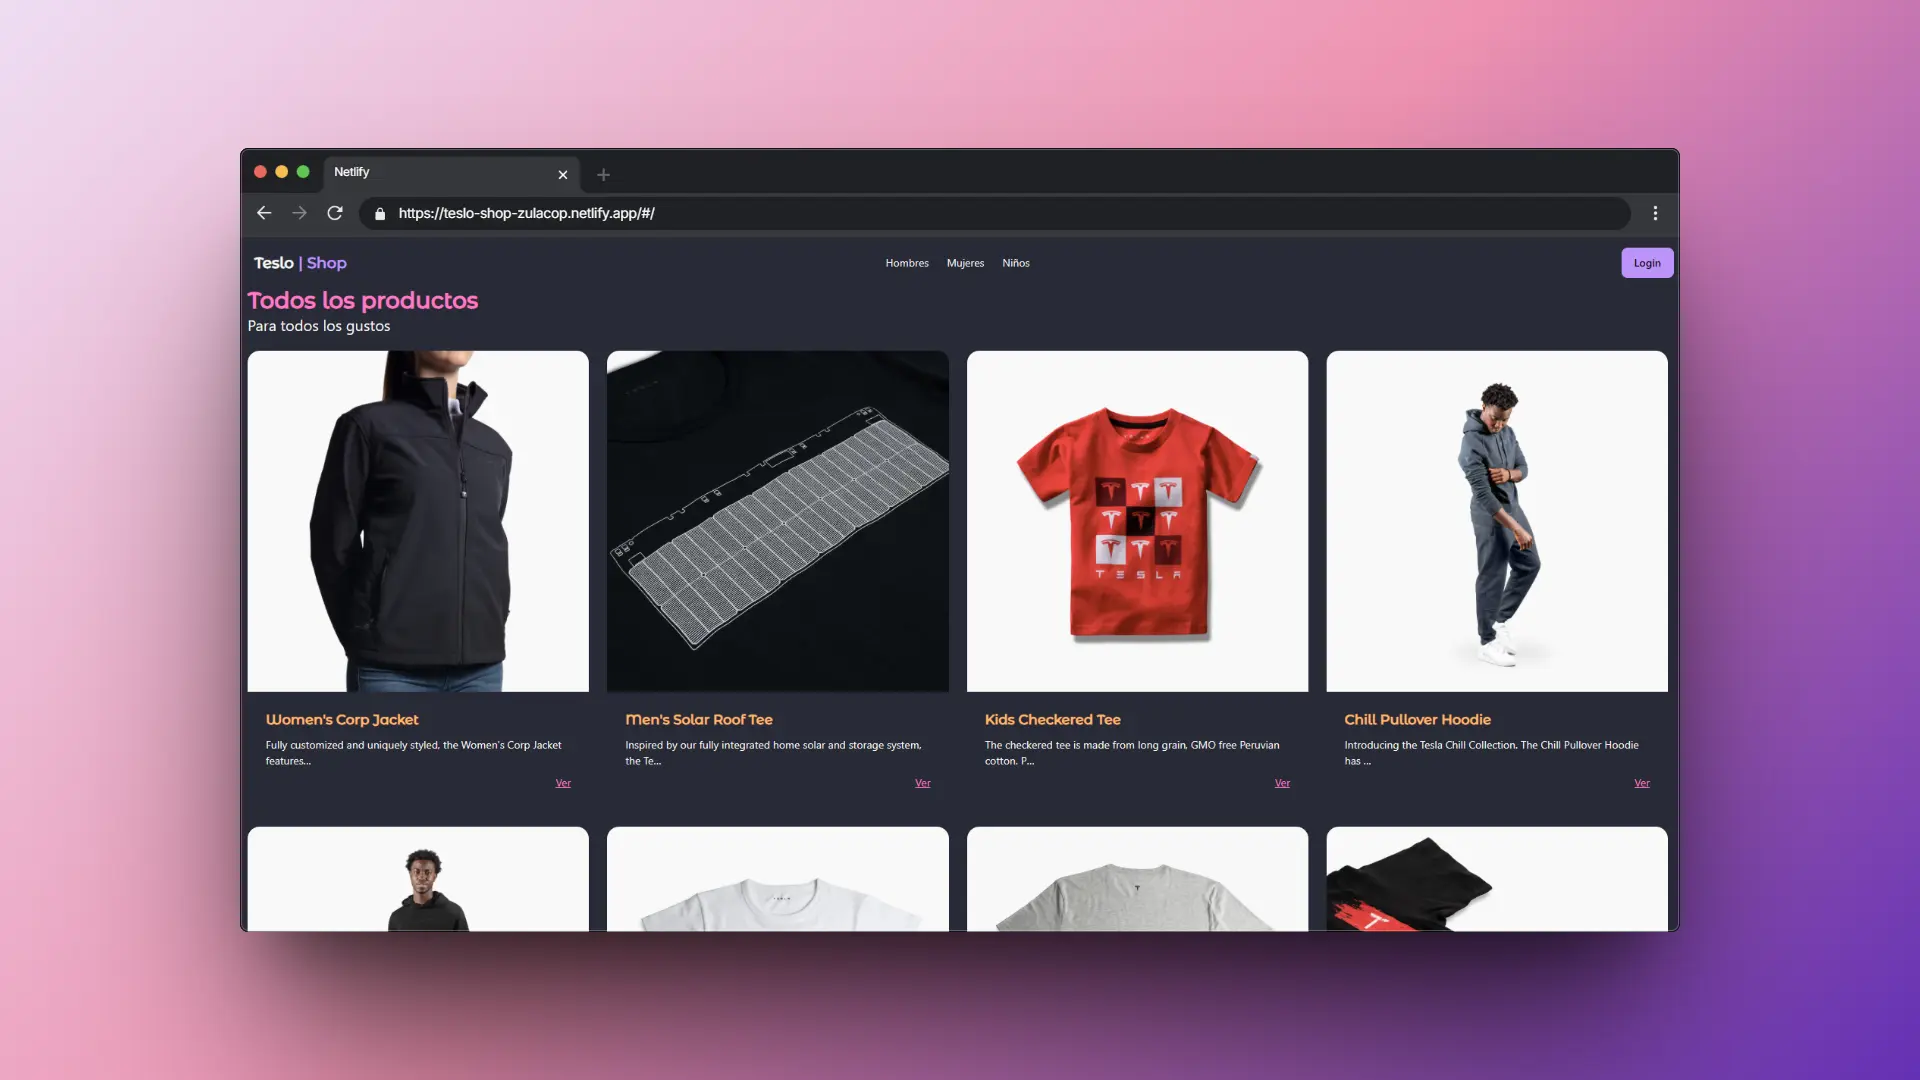 Netlify
https://teslo-shop-zulacop.netlify.app/#/
Teslo | Shop
Hombres Mujeres Niños
Login
Todos los productos
Para todos los gustos
TESLA
Women's Corp Jacket
Fully customized and uniquely styled, the Women's Corp Jacket
features...
Ver
Men's Solar Roof Tee
Inspired by our fully integrated home solar and storage system,
the Te...
Ver
Kids Checkered Tee
The checkered tee is made from long grain, GMO free Peruvian
cotton. P...
Ver
Chill Pullover Hoodie
Introducing the Tesla Chill Collection. The Chill Pullover Hoodie
has ...
Ver
TESLA